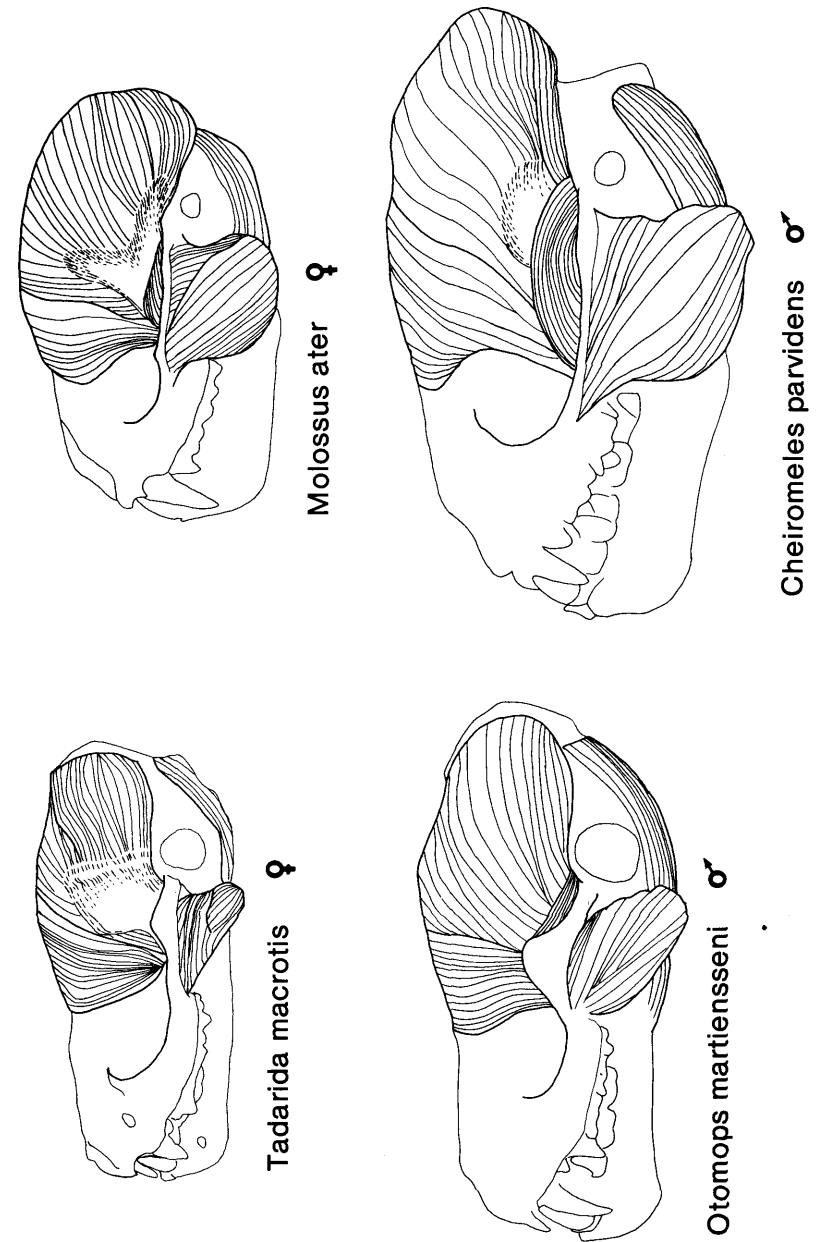 Molossus ater ♀
Cheiromeles parvidens ♂
Tadarida macrotis ♀
Otomops martiensseni ♂